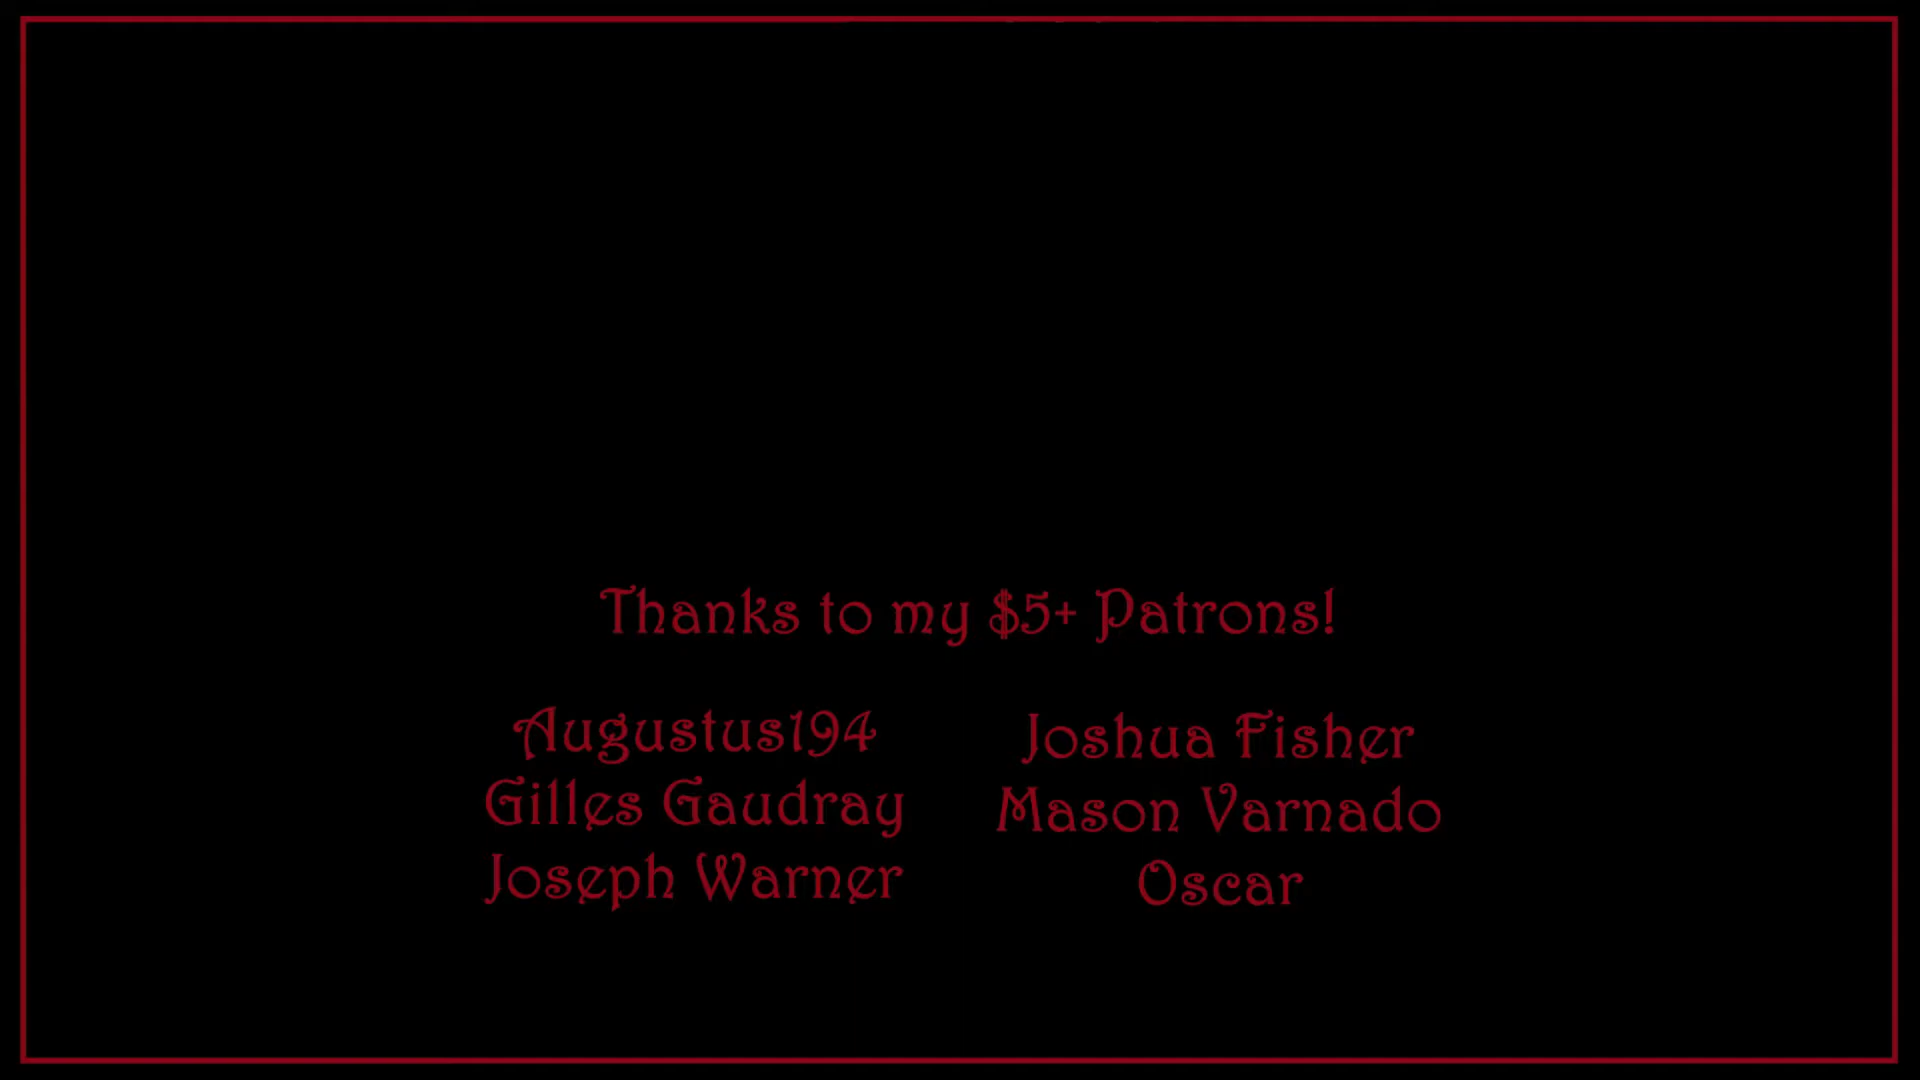 Thanks to my $5+ Patrons!
Augustus194
Gilles Gaudray
Joseph Warner
Joshua Fisher
Mason Varnado
Oscar